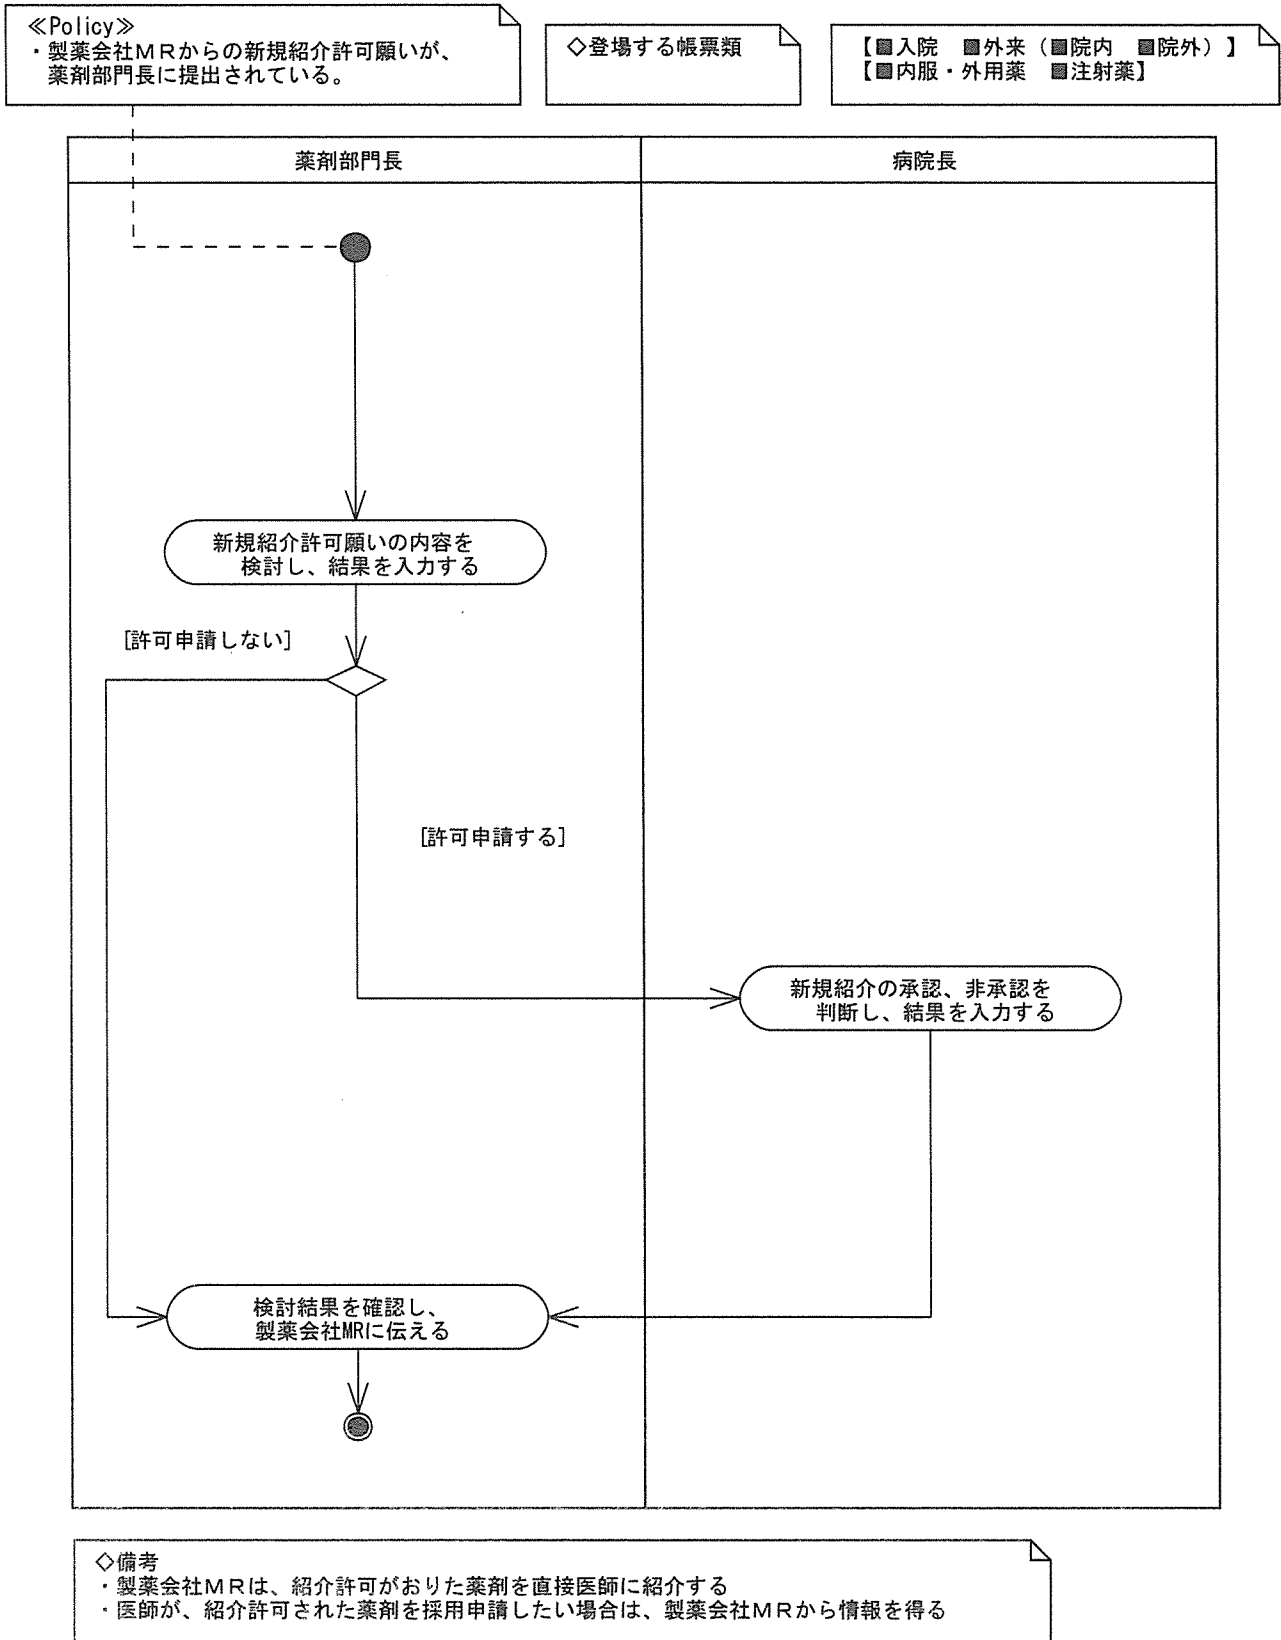 ≪Policy≫
・製薬会社ＭＲからの新規紹介許可願いが、
薬剤部門長に提出されている。
◇登場する帳票類
【■入院　■外来（■院内　■院外）】
【■内服・外用薬　■注射薬】
薬剤部門長
病院長
新規紹介許可願いの内容を
検討し、結果を入力する
[許可申請しない]
[許可申請する]
新規紹介の承認、非承認を
判断し、結果を入力する
検討結果を確認し、
製薬会社MRに伝える
◇備考
・製薬会社ＭＲは、紹介許可がおりた薬剤を直接医師に紹介する
・医師が、紹介許可された薬剤を採用申請したい場合は、製薬会社ＭＲから情報を得る